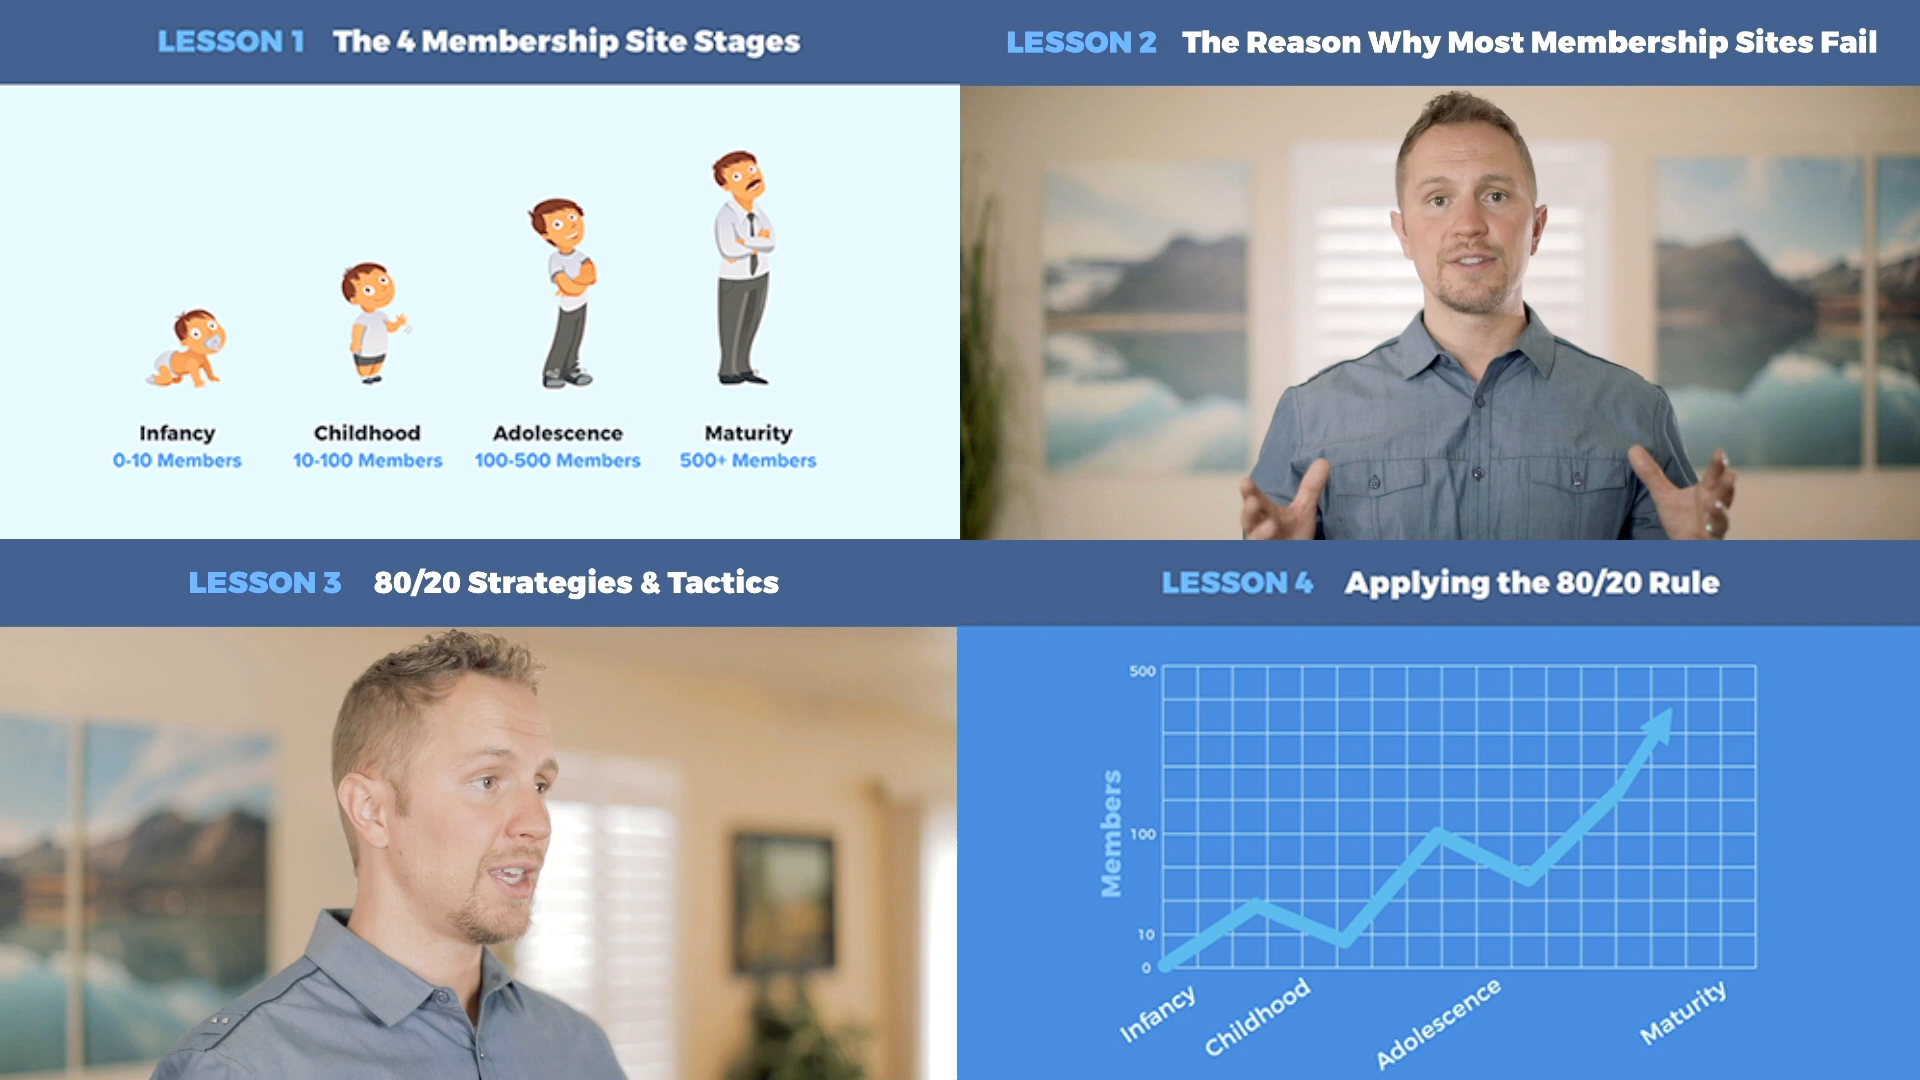 LESSON 1 The 4 Membership Site Stages
Infancy
0-10 Members
Childhood
10-100 Members
Adolescence
100-500 Members
Maturity
500+ Members
LESSON 2 The Reason Why Most Membership Sites Fail
LESSON 3 80/20 Strategies & Tactics
LESSON 4 Applying the 80/20 Rule
500
100
10
0
Members
Infancy
Childhood
Adolescence
Maturity